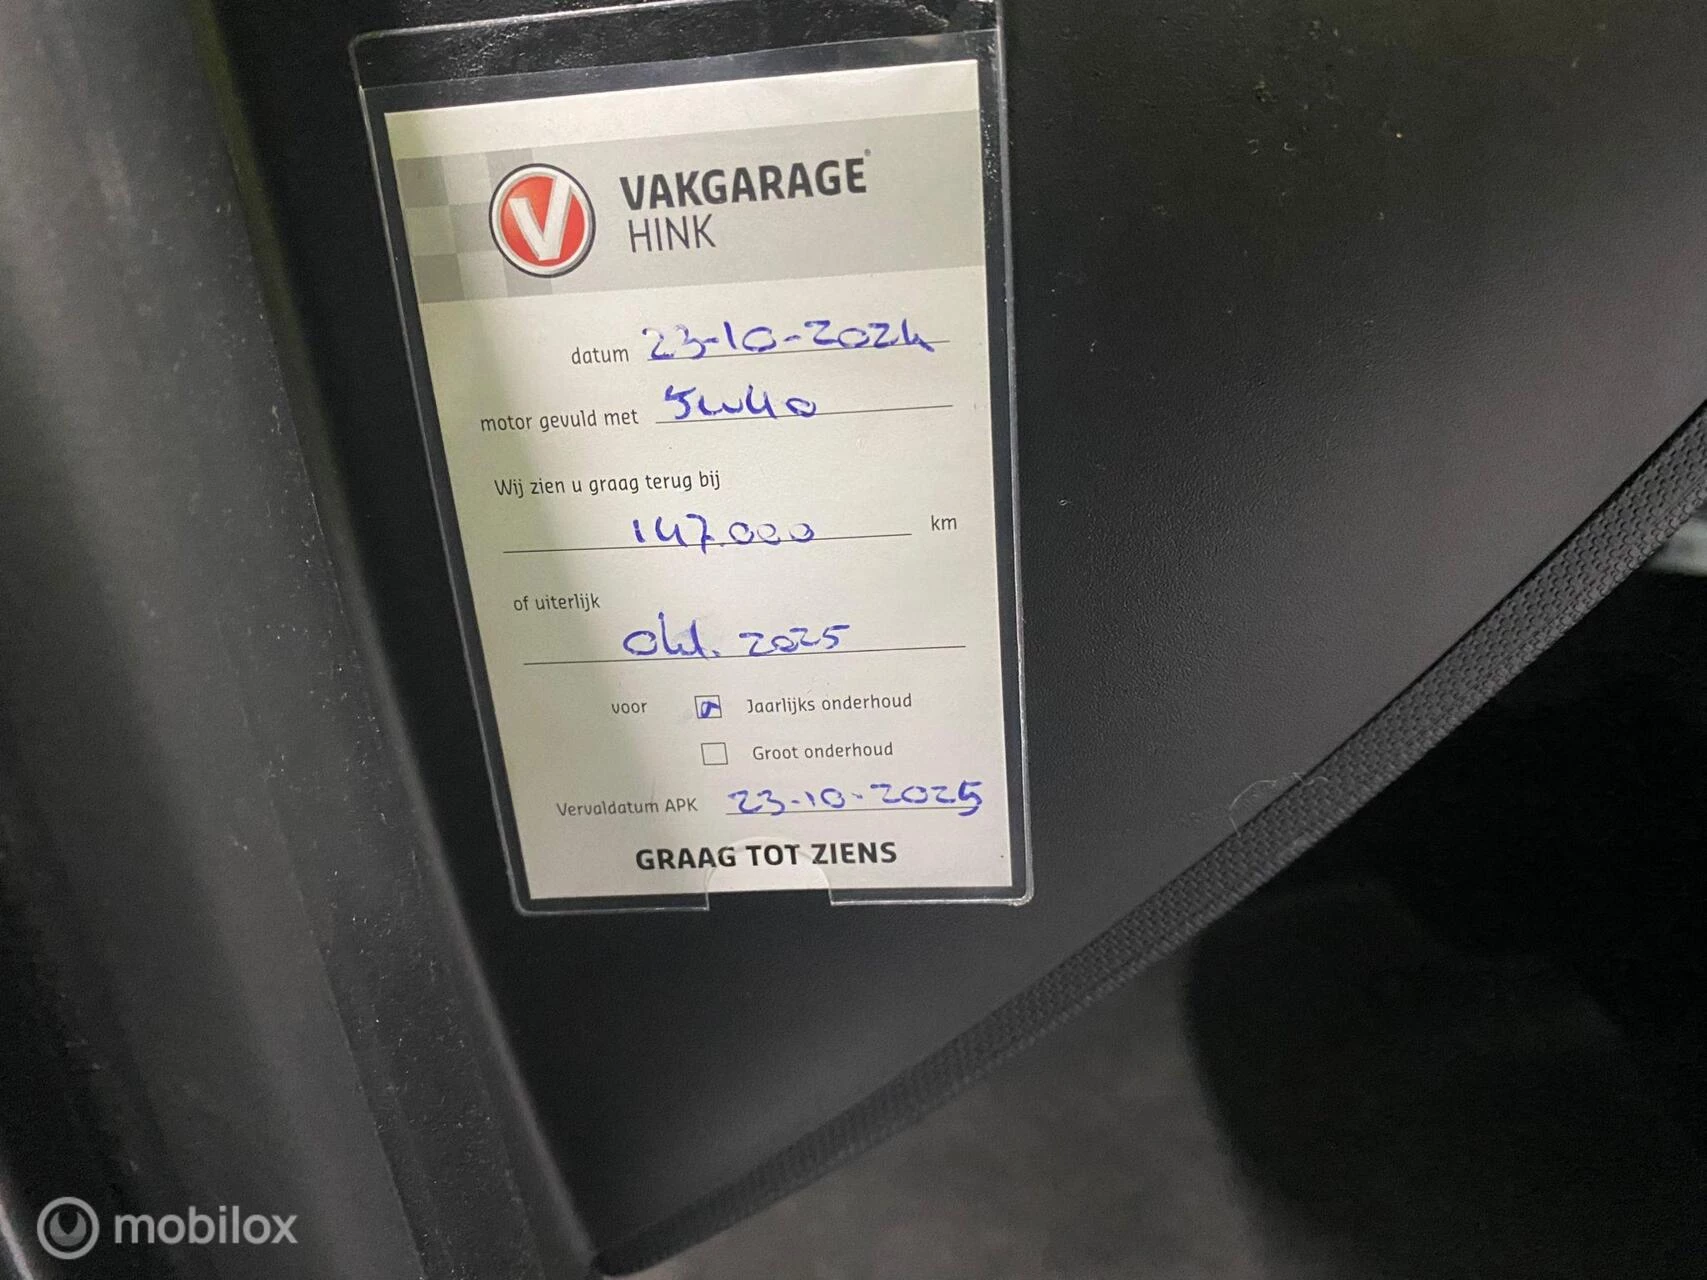 VAKGARAGE®
HINK
datum 23-10-2024
motor gevuld met 5w40
Wij zien u graag terug bij
147.000 km
of uiterlijk
Okt. 2025
voor Jaarlijks onderhoud
Groot onderhoud
Vervaldatum APK 23-10-2025
GRAAG TOT ZIENS
mobilox